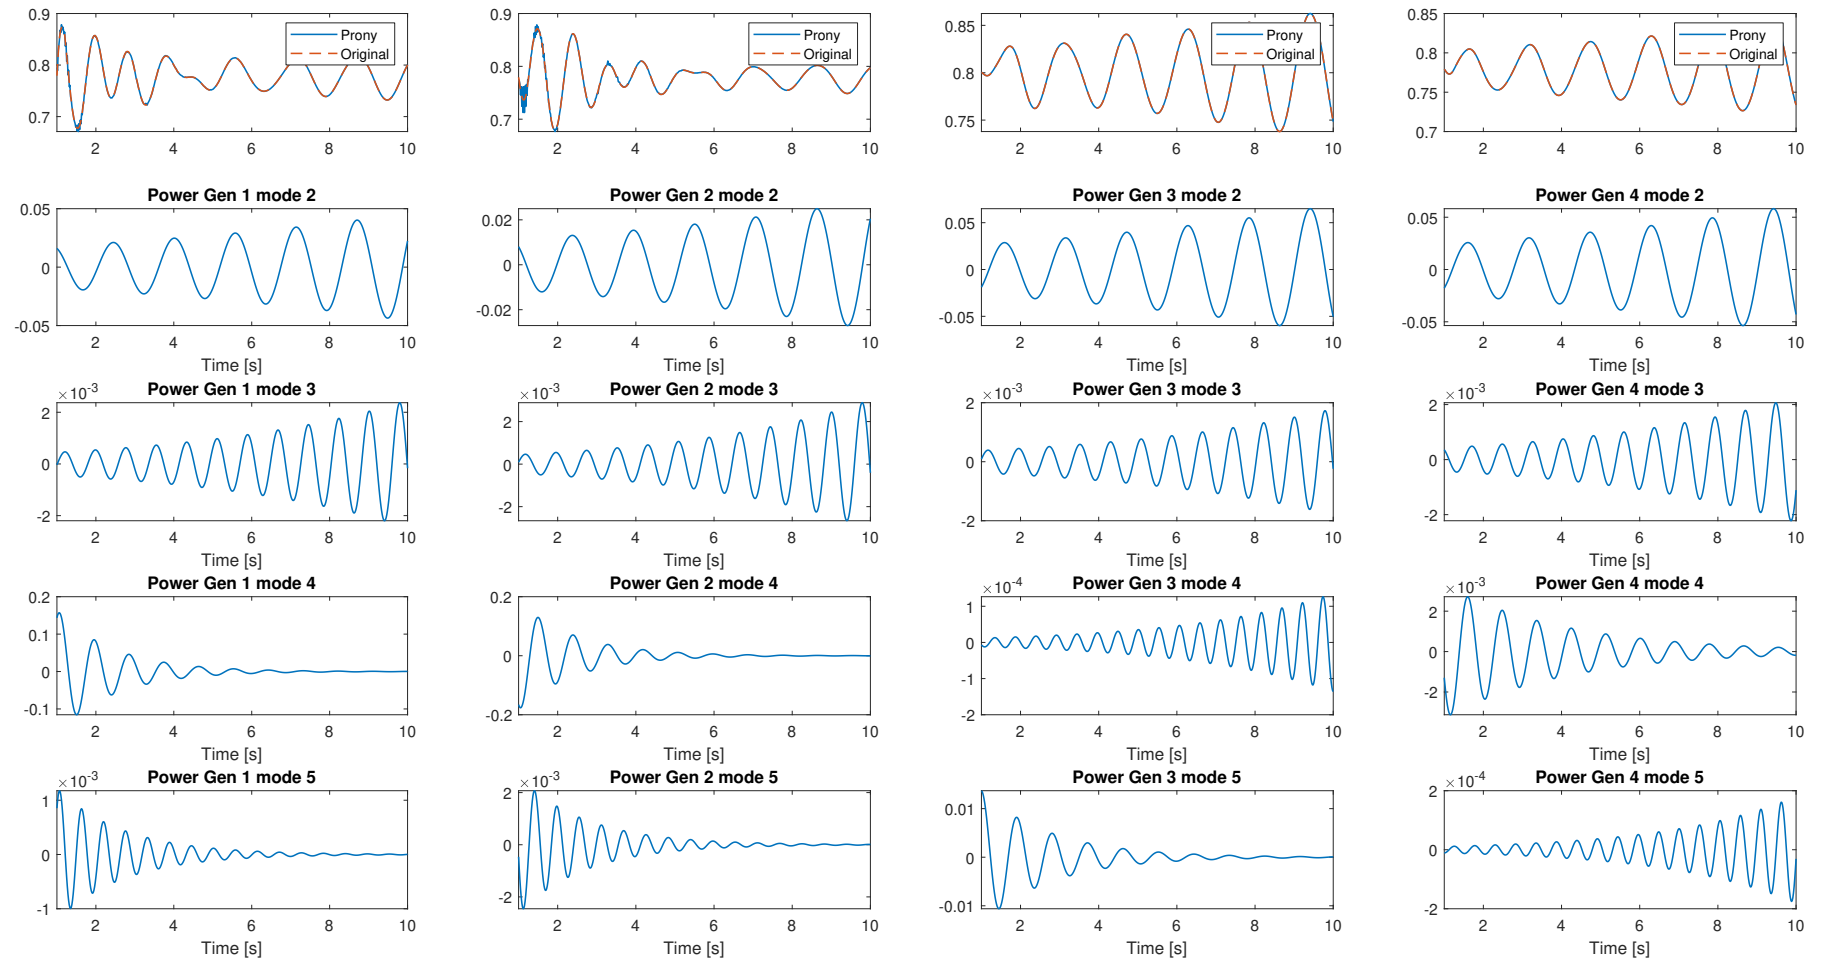 0.9
0.8
0.7
2 4 6 8 10
Prony
Original
0.9
0.8
0.7
2 4 6 8 10
Prony
Original
0.85
0.8
0.75
2 4 6 8 10
Prony
Original
0.85
0.8
0.75
0.7
2 4 6 8 10
Prony
Original
Power Gen 1 mode 2
0.05
0
-0.05
2 4 6 8 10
Time [s]
Power Gen 2 mode 2
0.02
0
-0.02
2 4 6 8 10
Time [s]
Power Gen 3 mode 2
0.05
0
-0.05
2 4 6 8 10
Time [s]
Power Gen 4 mode 2
0.05
0
-0.05
2 4 6 8 10
Time [s]
Power Gen 1 mode 3
×10-3
2
0
-2
2 4 6 8 10
Time [s]
Power Gen 2 mode 3
×10-3
2
0
-2
2 4 6 8 10
Time [s]
Power Gen 3 mode 3
×10-3
2
0
-2
2 4 6 8 10
Time [s]
Power Gen 4 mode 3
×10-3
2
0
-2
2 4 6 8 10
Time [s]
Power Gen 1 mode 4
0.2
0.1
0
-0.1
2 4 6 8 10
Time [s]
Power Gen 2 mode 4
0.2
0
-0.2
2 4 6 8 10
Time [s]
Power Gen 3 mode 4
×10-4
1
0
-1
-2
2 4 6 8 10
Time [s]
Power Gen 4 mode 4
×10-3
2
0
-2
2 4 6 8 10
Time [s]
Power Gen 1 mode 5
×10-3
1
0
-1
2 4 6 8 10
Time [s]
Power Gen 2 mode 5
×10-3
2
0
-2
2 4 6 8 10
Time [s]
Power Gen 3 mode 5
0.01
0
-0.01
2 4 6 8 10
Time [s]
Power Gen 4 mode 5
×10-4
2
0
-2
2 4 6 8 10
Time [s]